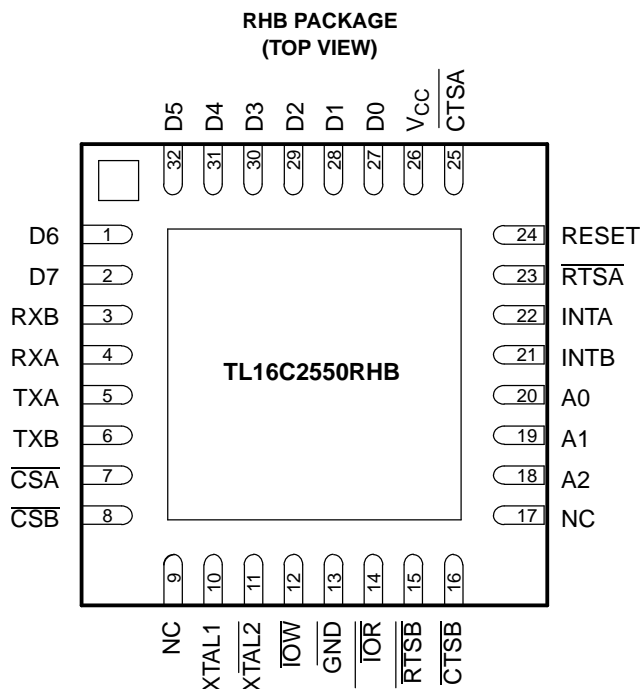 RHB PACKAGE
(TOP VIEW)
D5 D4 D3 D2 D1 D0 VCC CTSA
32 31 30 29 28 27 26 25
D6 1 24 RESET
D7 2 23 RTSA
RXB 3 22 INTA
RXA 4 21 INTB
TL16C2550RHB
TXA 5 20 A0
TXB 6 19 A1
CSA 7 18 A2
CSB 8 17 NC
9 10 11 12 13 14 15 16
NC XTAL1 XTAL2 IOW GND IOR RTSB CTSB